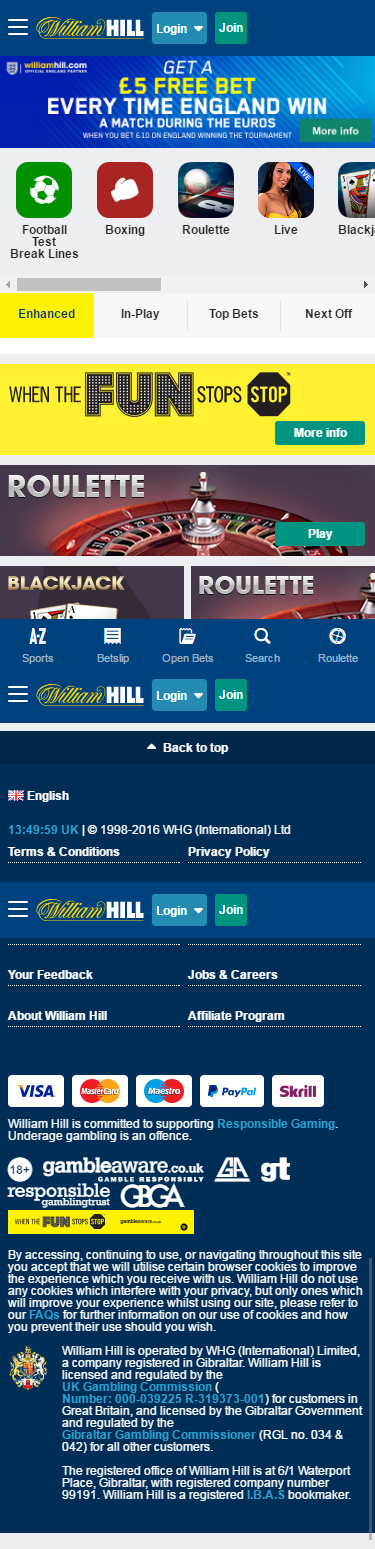 William HILL
Login
Join
williamhill.com
OFFICIAL ENGLAND PARTNER
GET A
£5 FREE BET
EVERY TIME ENGLAND WIN
A MATCH DURING THE EUROS
WHEN YOU BET £10 ON ENGLAND WINNING THE TOURNAMENT
More info
LIVE
Football
Test
Break Lines
Boxing
Roulette
Live
Blackj
Enhanced
In-Play
Top Bets
Next Off
WHEN THE FUN STOPS STOP
More info
ROULETTE
Play
BLACKJACK
ROULETTE
A-Z
Sports
Betslip
Open Bets
Search
Roulette
William HILL
Login
Join
Back to top
English
13:49:59 UK | © 1998-2016 WHG (International) Ltd
Terms & Conditions
Privacy Policy
William HILL
Login
Join
Your Feedback
Jobs & Careers
About William Hill
Affiliate Program
VISA
MasterCard
Maestro
PayPal
Skrill
William Hill is committed to supporting Responsible Gaming.
Underage gambling is an offence.
18+
gambleaware.co.uk
GAMBLE RESPONSIBLY
GA
gt
responsible
gamblingtrust
GBGA
WHEN THE FUN STOPS STOP
gambleaware.co.uk
By accessing, continuing to use, or navigating throughout this site
you accept that we will utilise certain browser cookies to improve
the experience which you receive with us. William Hill do not use
any cookies which interfere with your privacy, but only ones which
will improve your experience whilst using our site, please refer to
our FAQs for further information on our use of cookies and how
you prevent their use should you wish.
William Hill is operated by WHG (International) Limited,
a company registered in Gibraltar. William Hill is
licensed and regulated by the
UK Gambling Commission (
Number: 000-039225 R-319373-001) for customers in
Great Britain, and licensed by the Gibraltar Government
and regulated by the
Gibraltar Gambling Commissioner (RGL no. 034 &
042) for all other customers.
The registered office of William Hill is at 6/1 Waterport
Place, Gibraltar, with registered company number
99191. William Hill is a registered I.B.A.S bookmaker.